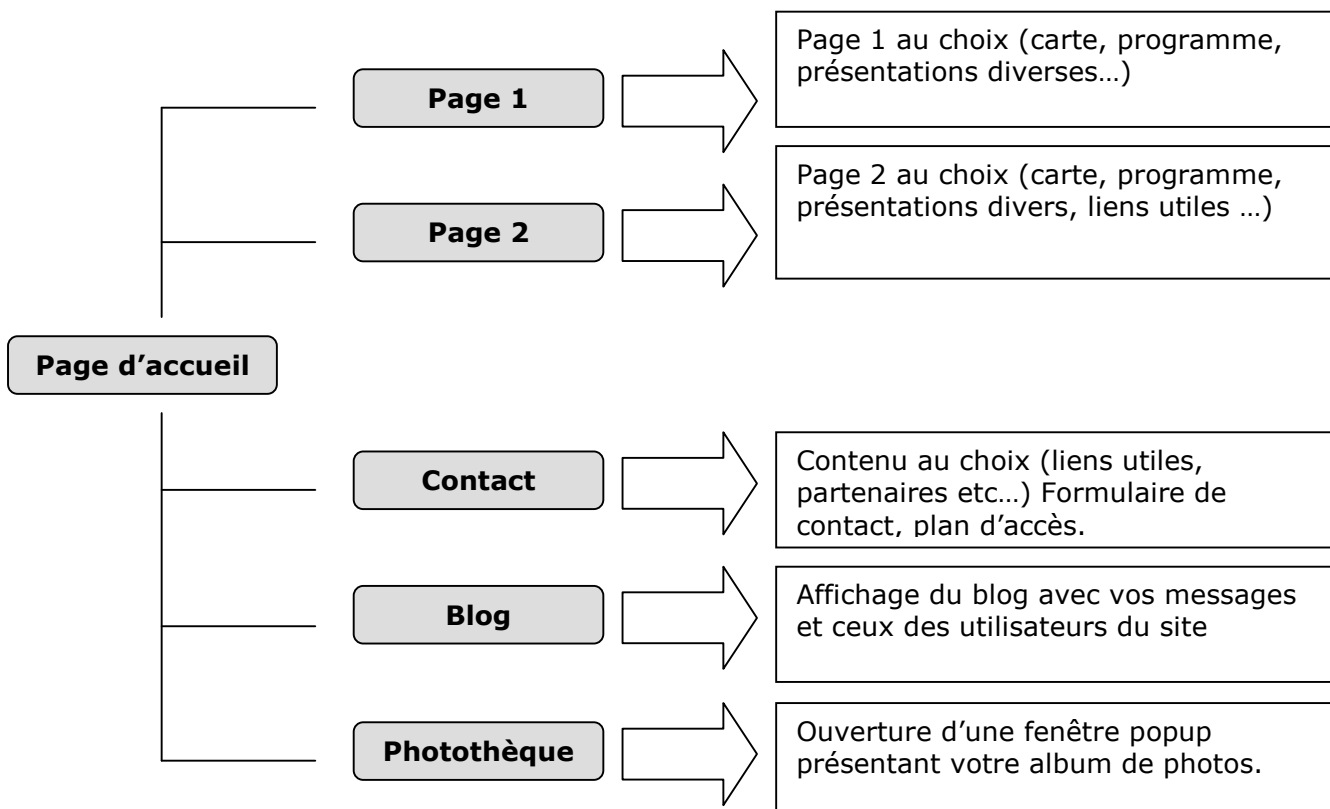 Page 1
Page 1 au choix (carte, programme,
présentations diverses…)
Page 2
Page 2 au choix (carte, programme,
présentations divers, liens utiles …)
Page d’accueil
Contact
Contenu au choix (liens utiles,
partenaires etc…) Formulaire de
contact, plan d’accès.
Blog
Affichage du blog avec vos messages
et ceux des utilisateurs du site
Photothèque
Ouverture d’une fenêtre popup
présentant votre album de photos.